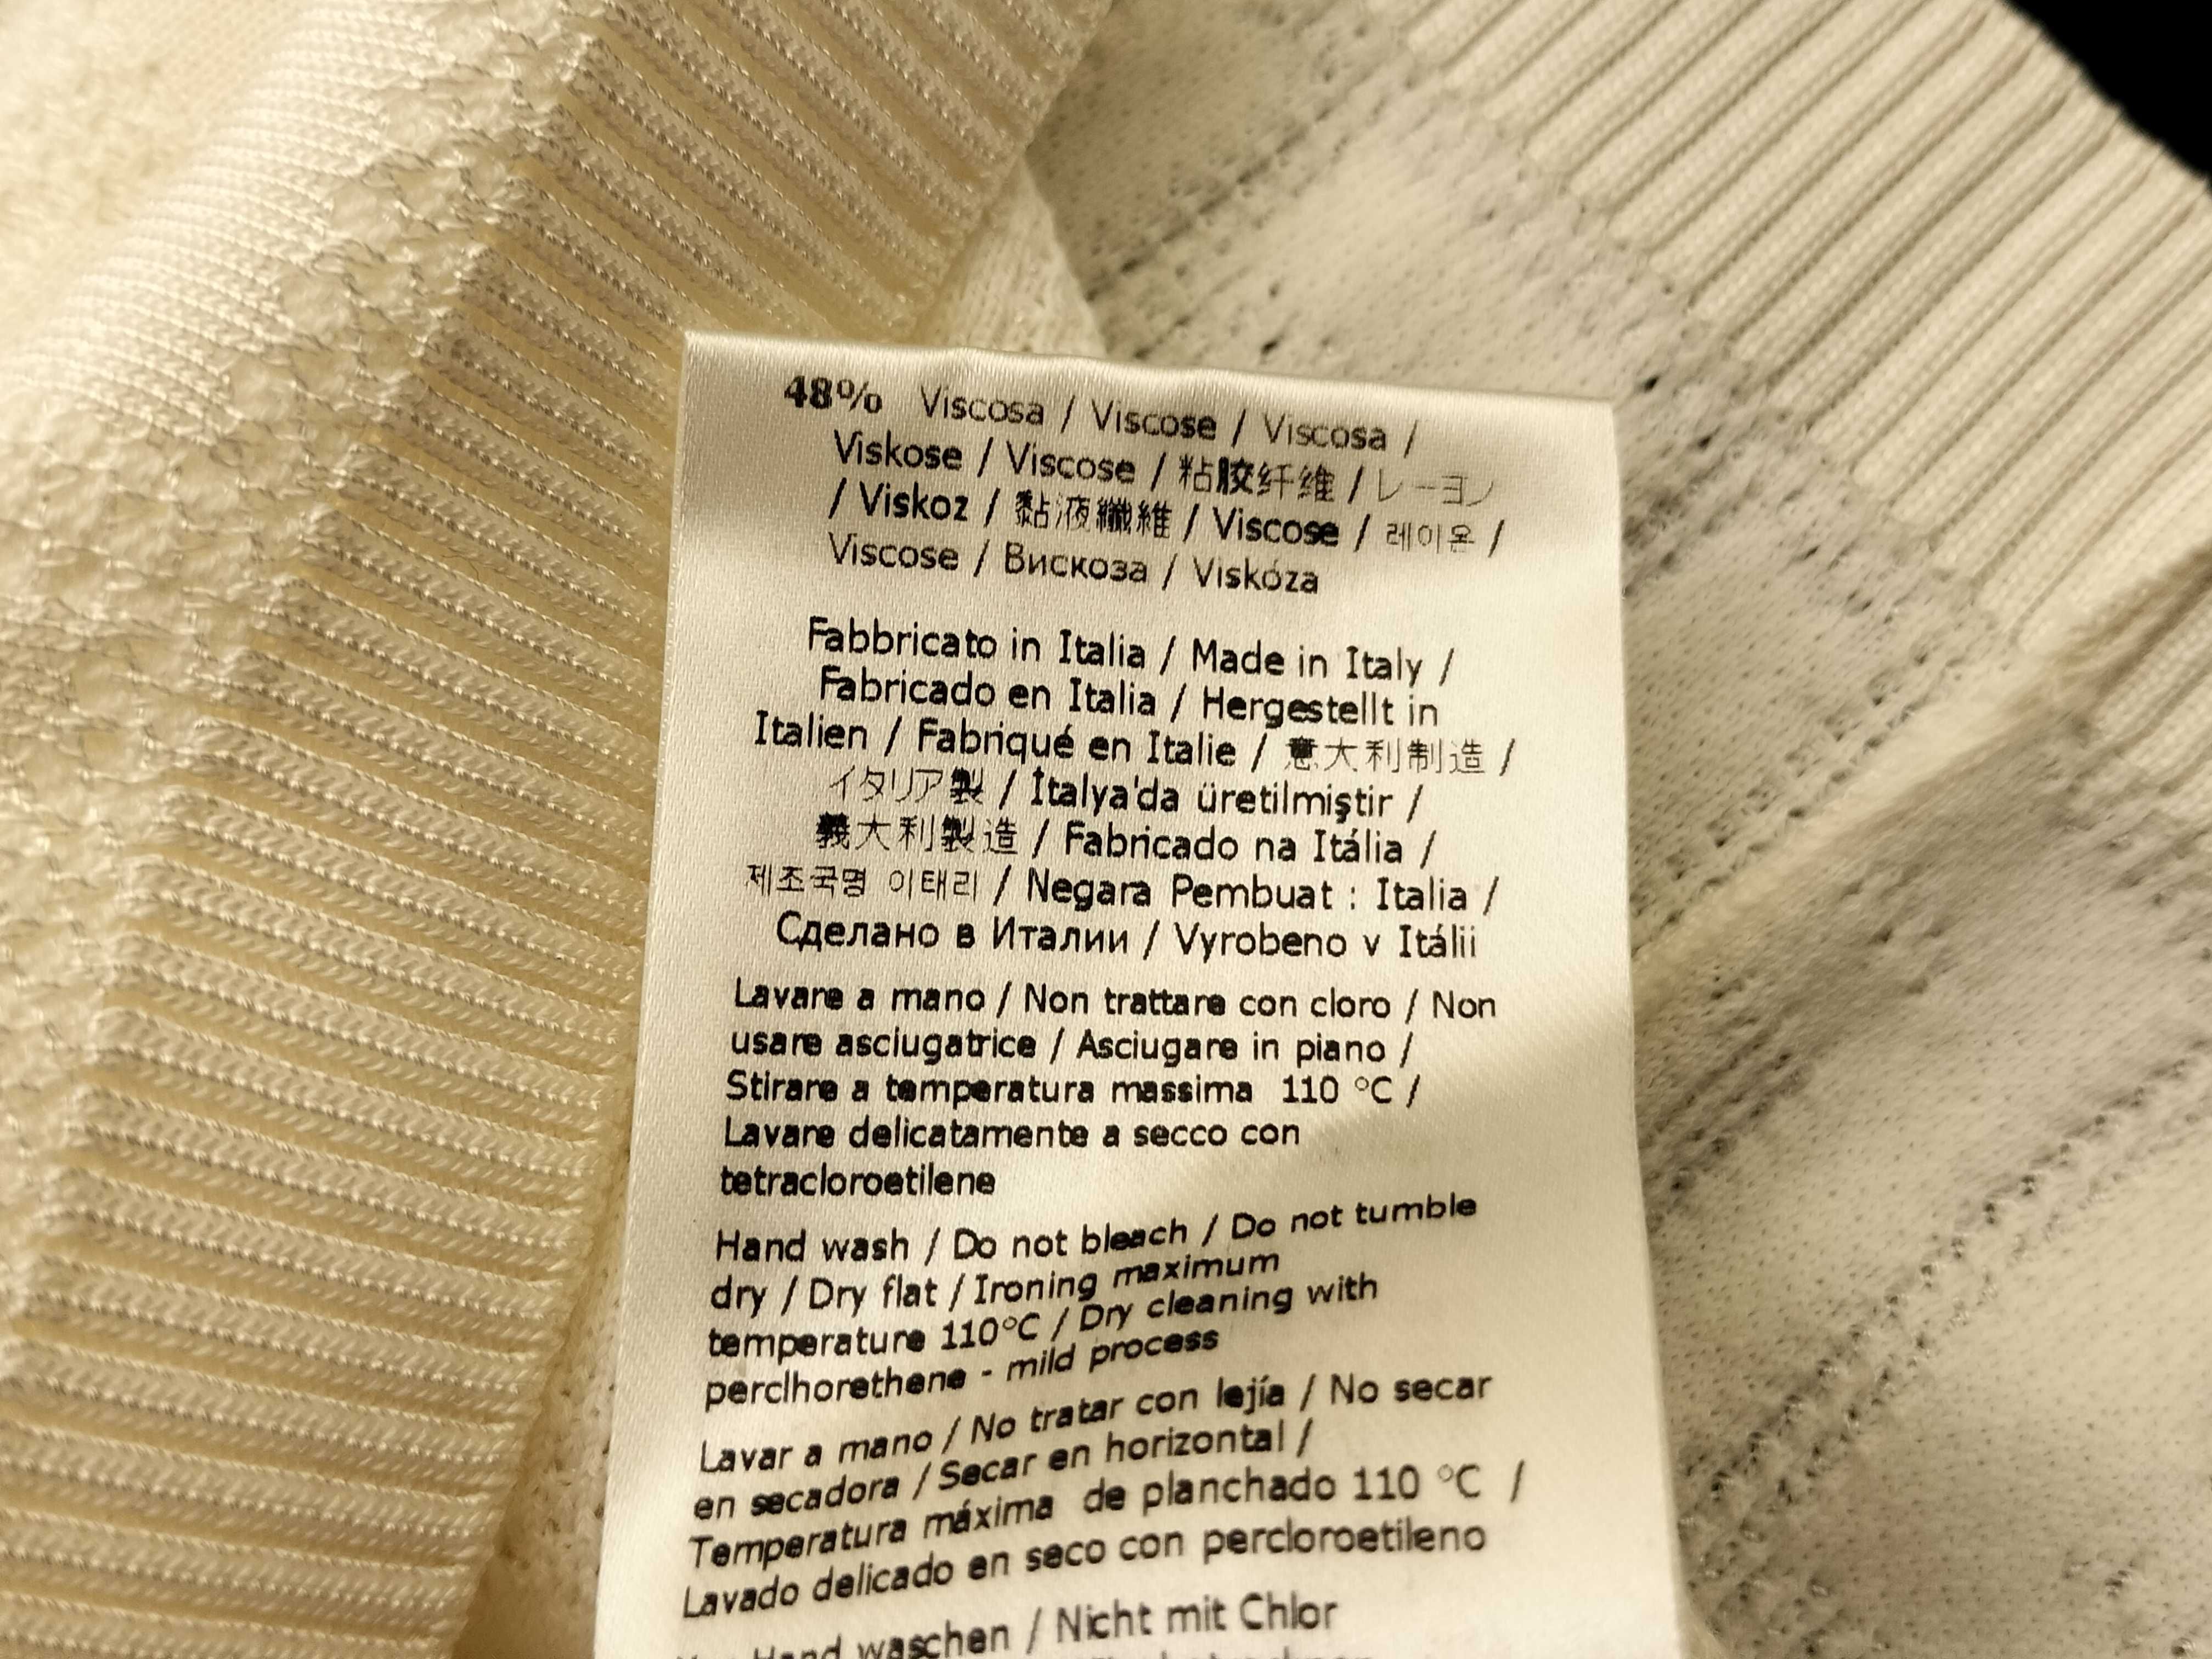 48% Viscosa / Viscose / Viscosa /
Viskose / Viscose / 粘胶纤维 / レーヨン
/ Viskoz / 黏液纖維 / Viscose / 레이온 /
Viscose / Вискоза / Viskóza
Fabbricato in Italia / Made in Italy /
Fabricado en Italia / Hergestellt in
Italien / Fabriqué en Italie / 意大利制造 /
イタリア製 / İtalya'da üretilmiştir /
義大利製造 / Fabricado na Itália /
제조국명 이태리 / Negara Pembuat : Italia /
Сделано в Италии / Vyrobeno v Itálii
Lavare a mano / Non trattare con cloro / Non
usare asciugatrice / Asciugare in piano /
Stirare a temperatura massima 110 °C /
Lavare delicatamente a secco con
tetracloroetilene
Hand wash / Do not bleach / Do not tumble
dry / Dry flat / Ironing maximum
temperature 110°C / Dry cleaning with
perclhorethene - mild process
Lavar a mano / No tratar con lejía / No secar
en secadora / Secar en horizontal /
Temperatura máxima de planchado 110 °C /
Lavado delicado en seco con percloroetileno
Hand waschen / Nicht mit Chlor